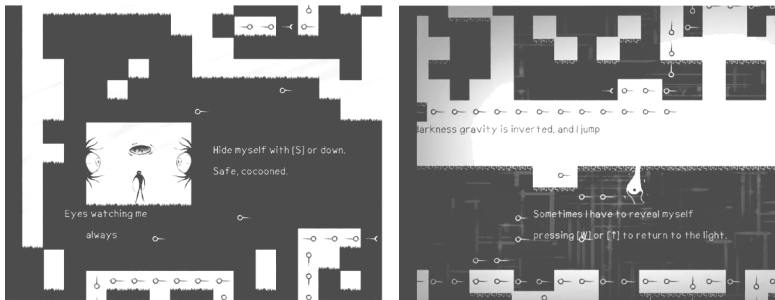 Hide myself with [S] or down.
Safe, cocooned.
Eyes watching me
always
darkness gravity is inverted, and I jump
Sometimes I have to reveal myself
pressing [W] or [↑] to return to the light.